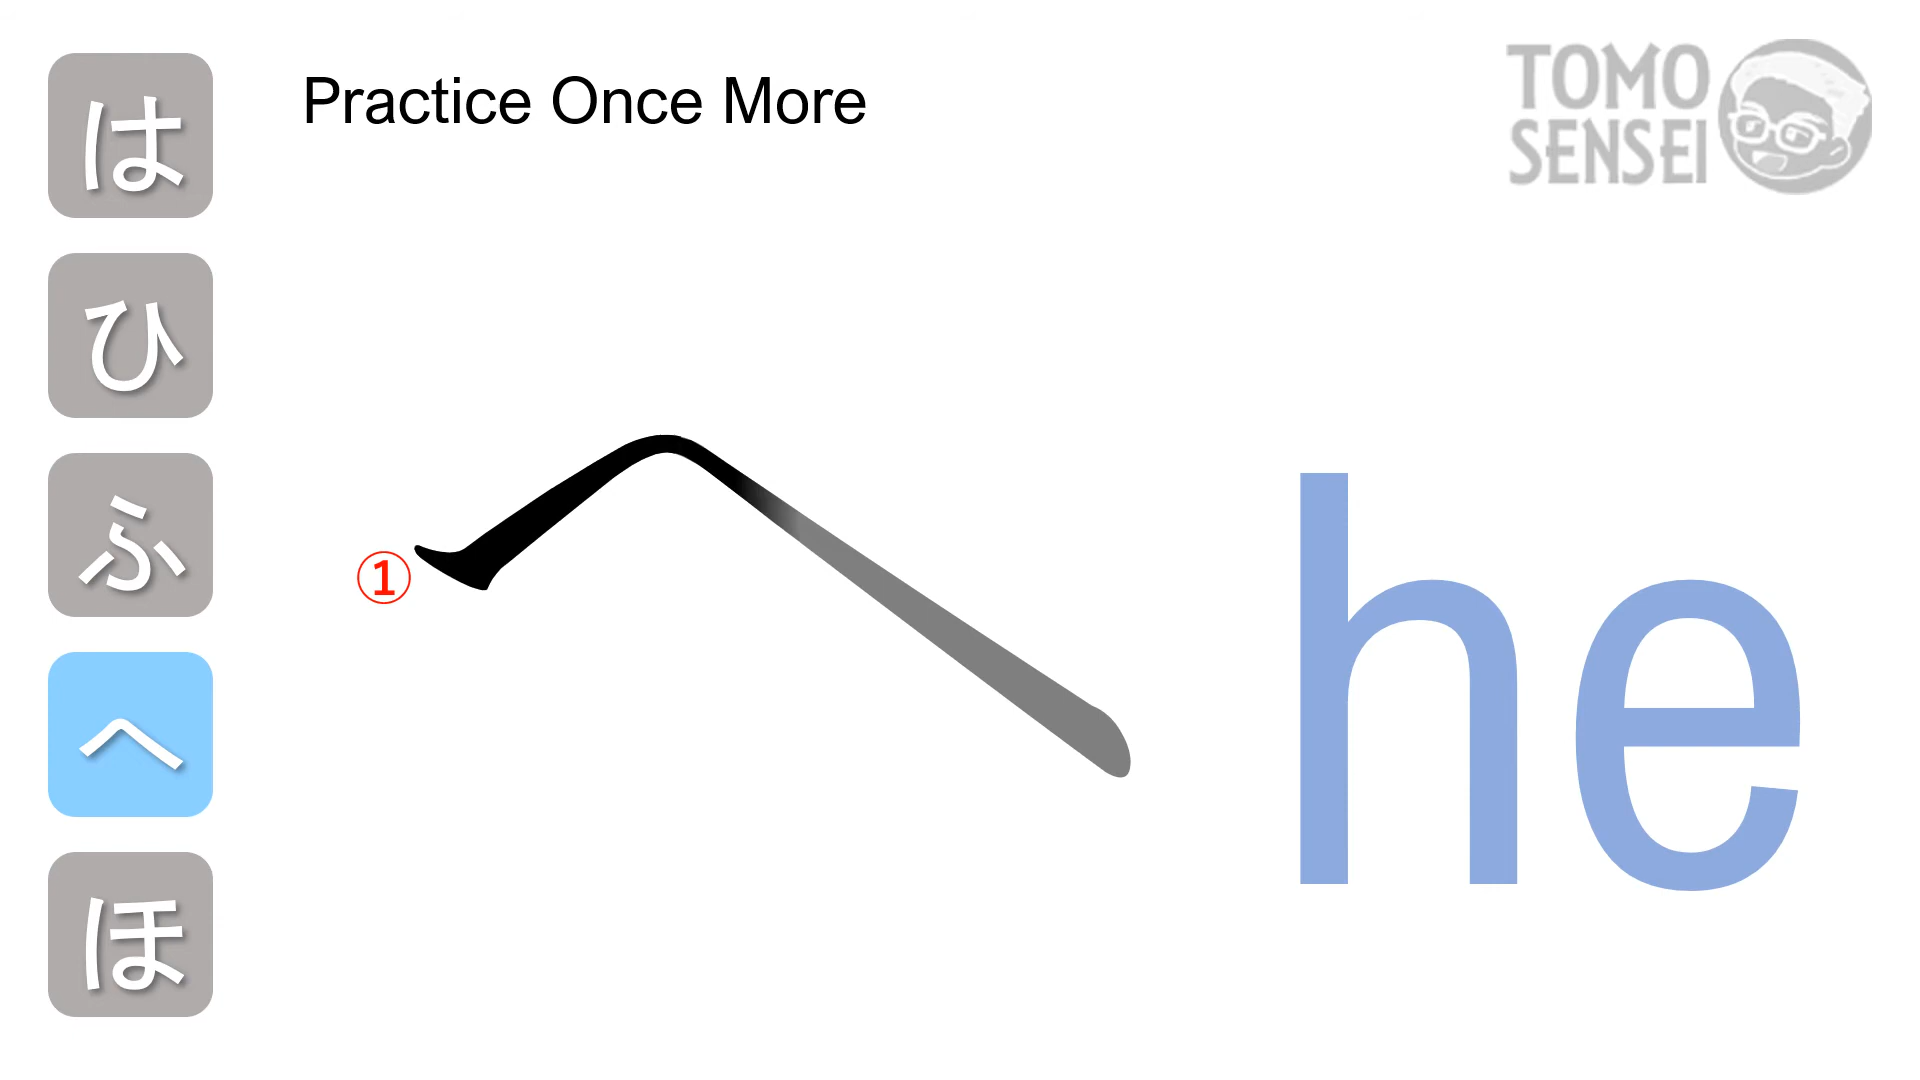 は
ひ
ふ
へ
ほ
Practice Once More
TOMO
SENSEI
①
へ
he